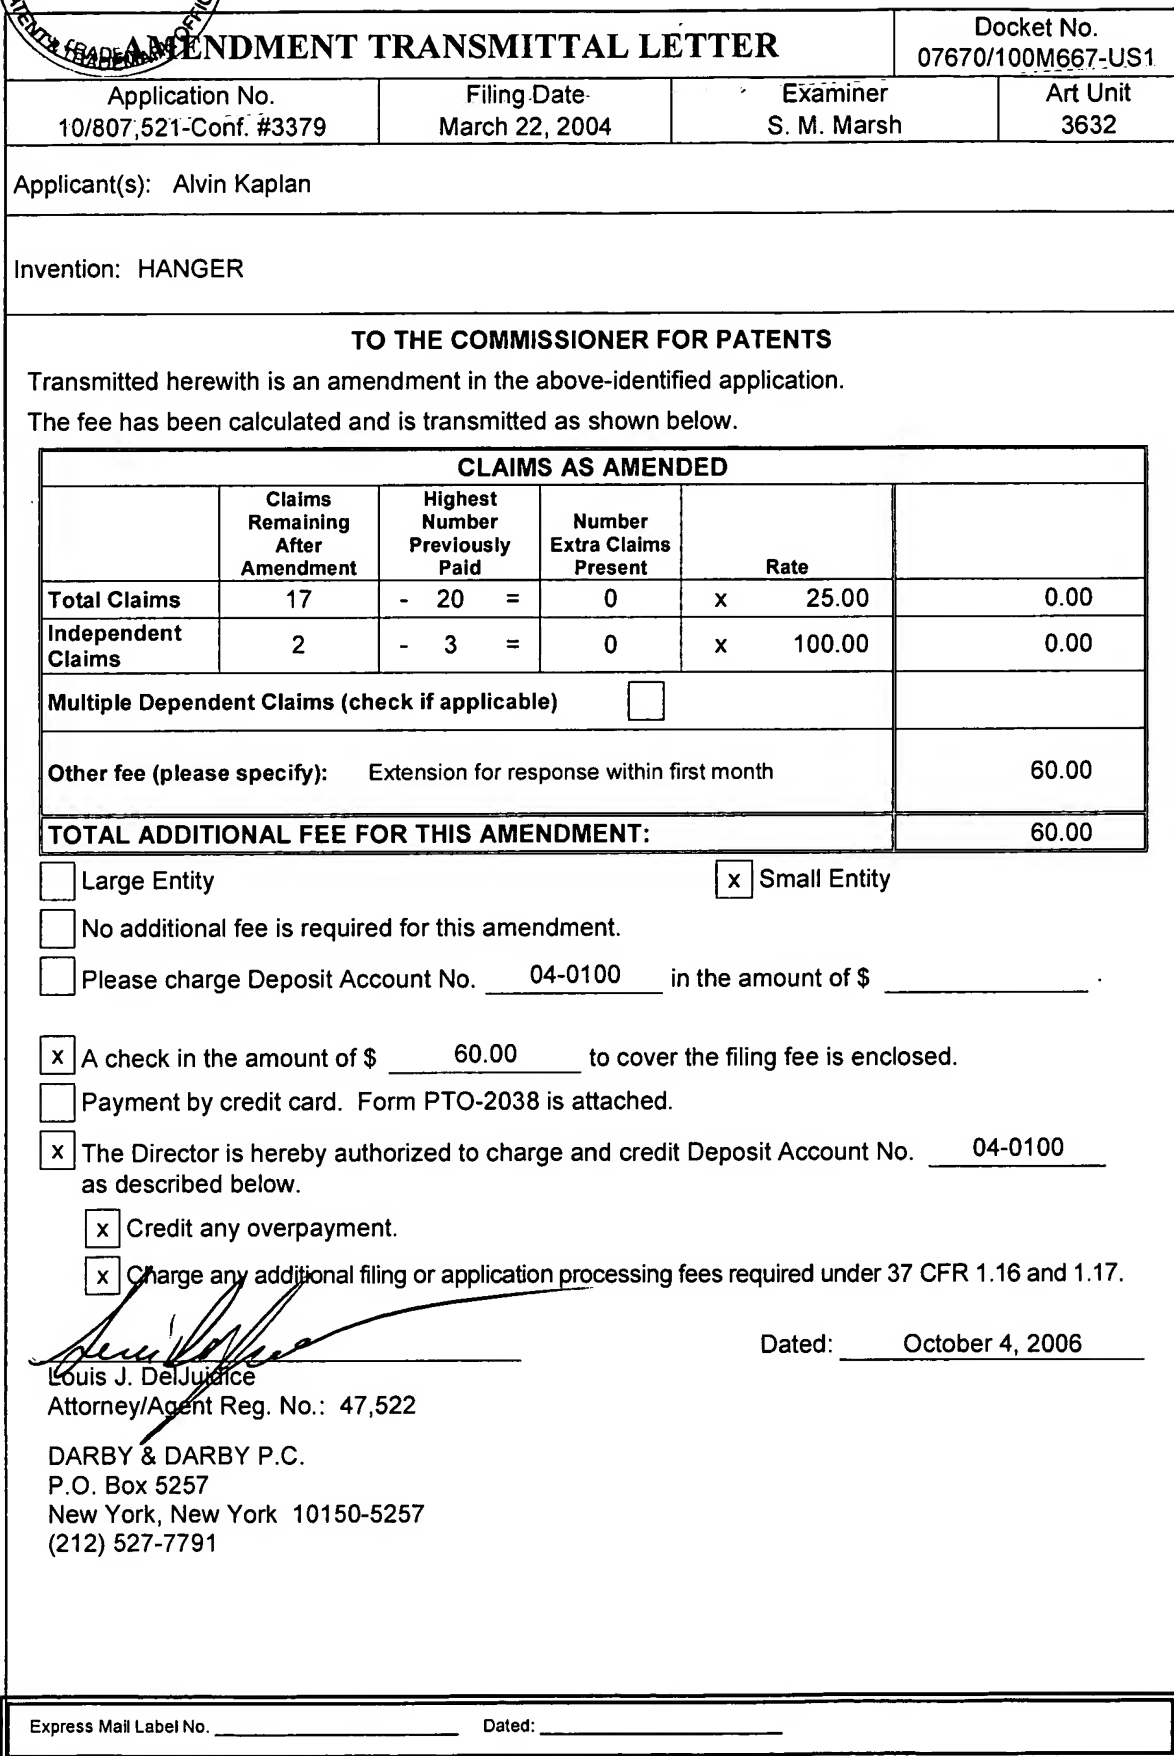 PATENT & TRADEMARK OFFIC
AMENDMENT TRANSMITTAL LETTER
Docket No.
07670/100M667-US1
Application No.
10/807,521-Conf. #3379
Filing Date
March 22, 2004
Examiner
S. M. Marsh
Art Unit
3632
Applicant(s): Alvin Kaplan
Invention: HANGER
TO THE COMMISSIONER FOR PATENTS
Transmitted herewith is an amendment in the above-identified application.
The fee has been calculated and is transmitted as shown below.
CLAIMS AS AMENDED
Claims Remaining After Amendment
Highest Number Previously Paid
Number Extra Claims Present
Rate
Total Claims 17 - 20 = 0 x 25.00 0.00
Independent Claims 2 - 3 = 0 x 100.00 0.00
Multiple Dependent Claims (check if applicable)
Other fee (please specify): Extension for response within first month 60.00
TOTAL ADDITIONAL FEE FOR THIS AMENDMENT: 60.00
Large Entity x Small Entity
No additional fee is required for this amendment.
Please charge Deposit Account No. 04-0100 in the amount of $ .
x A check in the amount of $ 60.00 to cover the filing fee is enclosed.
Payment by credit card. Form PTO-2038 is attached.
x The Director is hereby authorized to charge and credit Deposit Account No. 04-0100
as described below.
x Credit any overpayment.
x Charge any additional filing or application processing fees required under 37 CFR 1.16 and 1.17.
Dated: October 4, 2006
Louis J. DelJuidice
Attorney/Agent Reg. No.: 47,522
DARBY & DARBY P.C.
P.O. Box 5257
New York, New York 10150-5257
(212) 527-7791
Express Mail Label No. Dated: